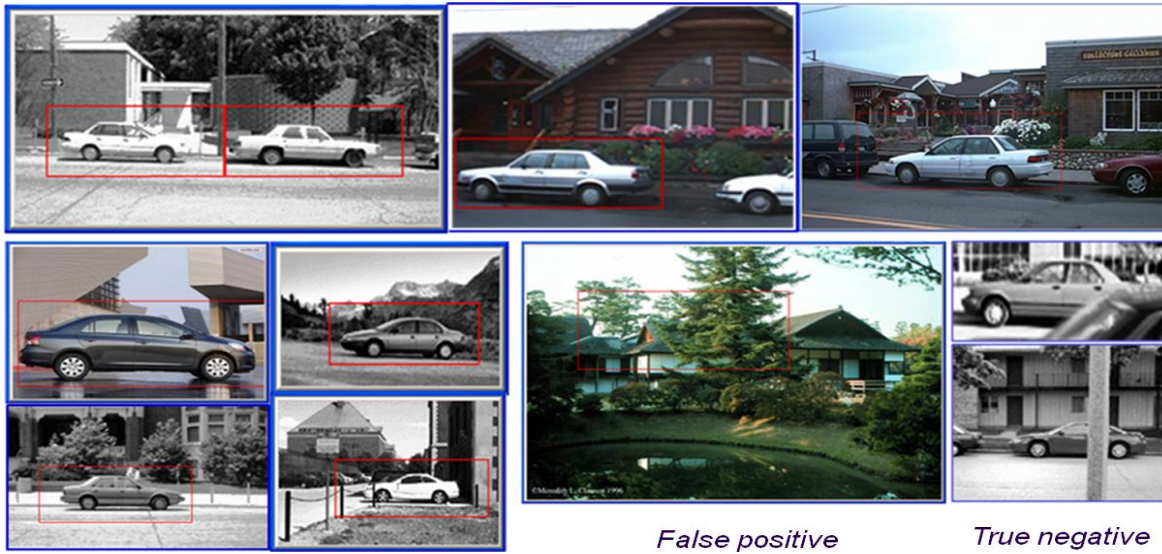 COLLECTORS GALLERIES
©Meredith L. Clausen 1996
False positive
True negative